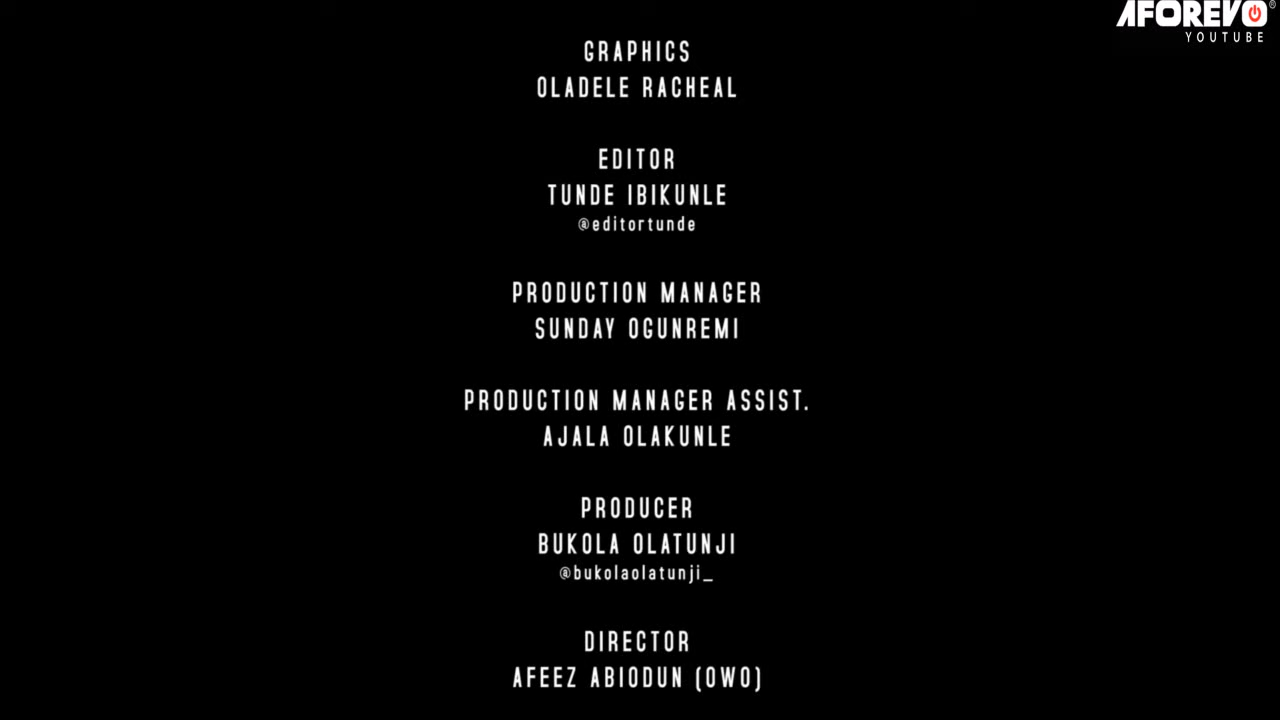 AFOREVO®
YOUTUBE
GRAPHICS
OLADELE RACHEAL
EDITOR
TUNDE IBIKUNLE
@editortunde
PRODUCTION MANAGER
SUNDAY OGUNREMI
PRODUCTION MANAGER ASSIST.
AJALA OLAKUNLE
PRODUCER
BUKOLA OLATUNJI
@bukolaolatunji_
DIRECTOR
AFEEZ ABIODUN (OWO)